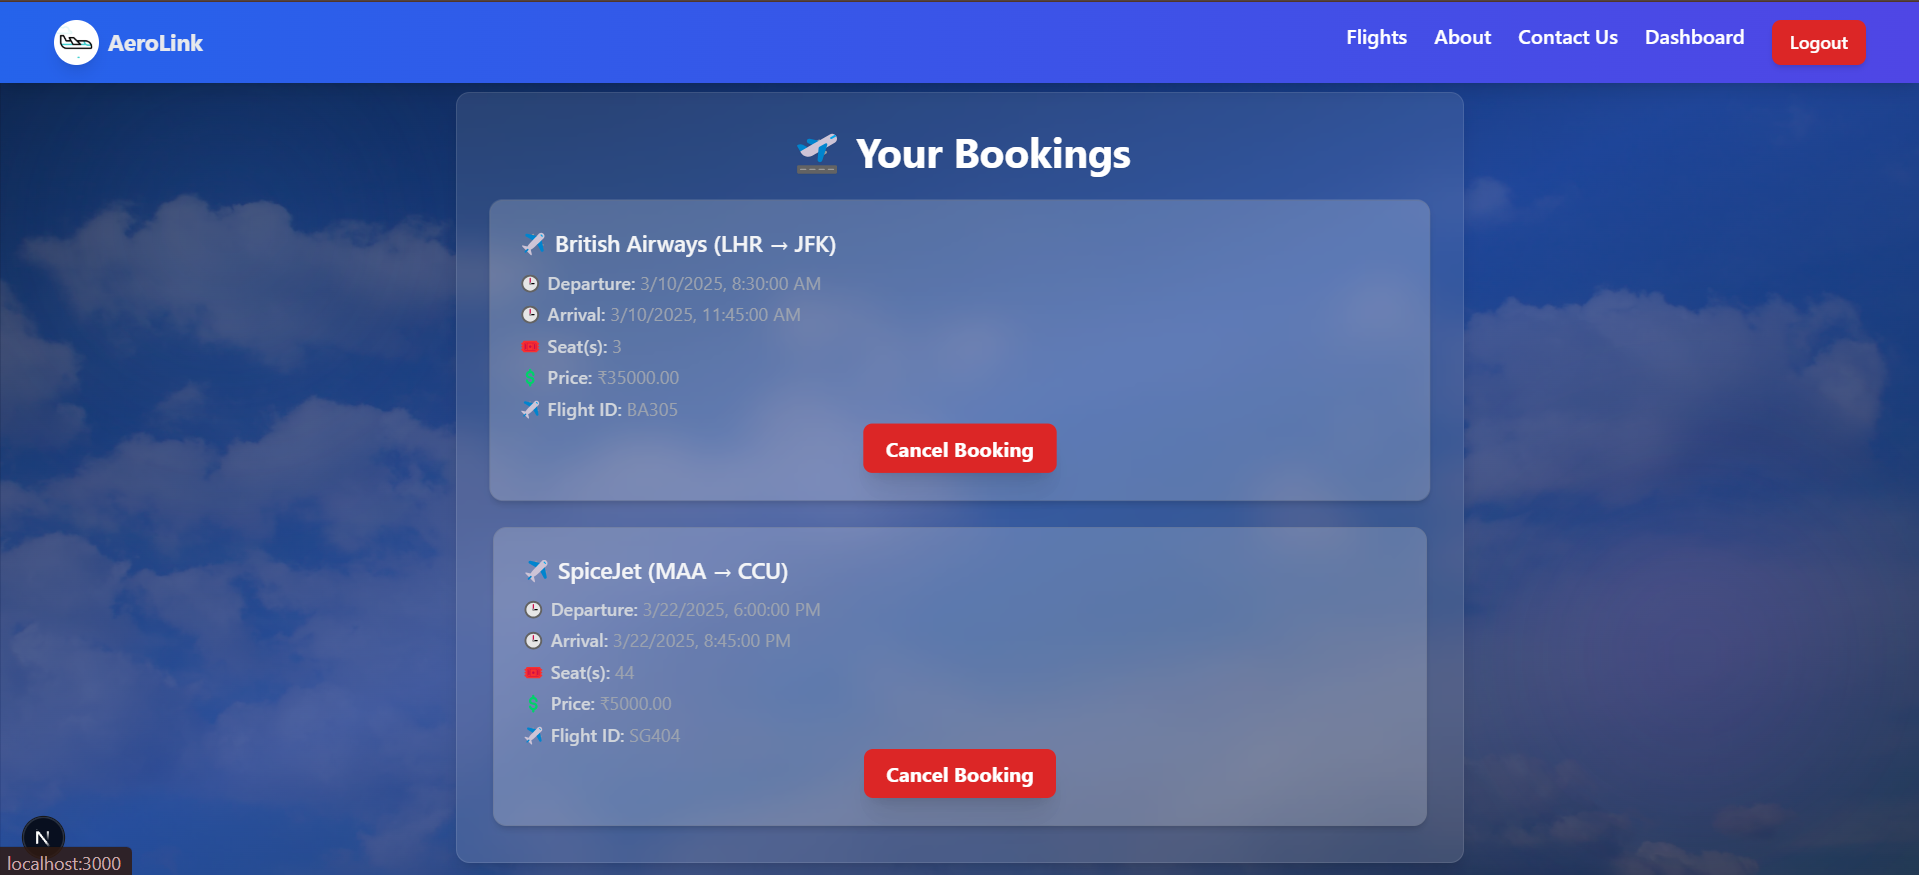 AeroLink
Flights
About
Contact Us
Dashboard
Logout
Your Bookings
British Airways (LHR → JFK)
Departure: 3/10/2025, 8:30:00 AM
Arrival: 3/10/2025, 11:45:00 AM
Seat(s): 3
Price: ₹35000.00
Flight ID: BA305
Cancel Booking
SpiceJet (MAA → CCU)
Departure: 3/22/2025, 6:00:00 PM
Arrival: 3/22/2025, 8:45:00 PM
Seat(s): 44
Price: ₹5000.00
Flight ID: SG404
Cancel Booking
N
localhost:3000